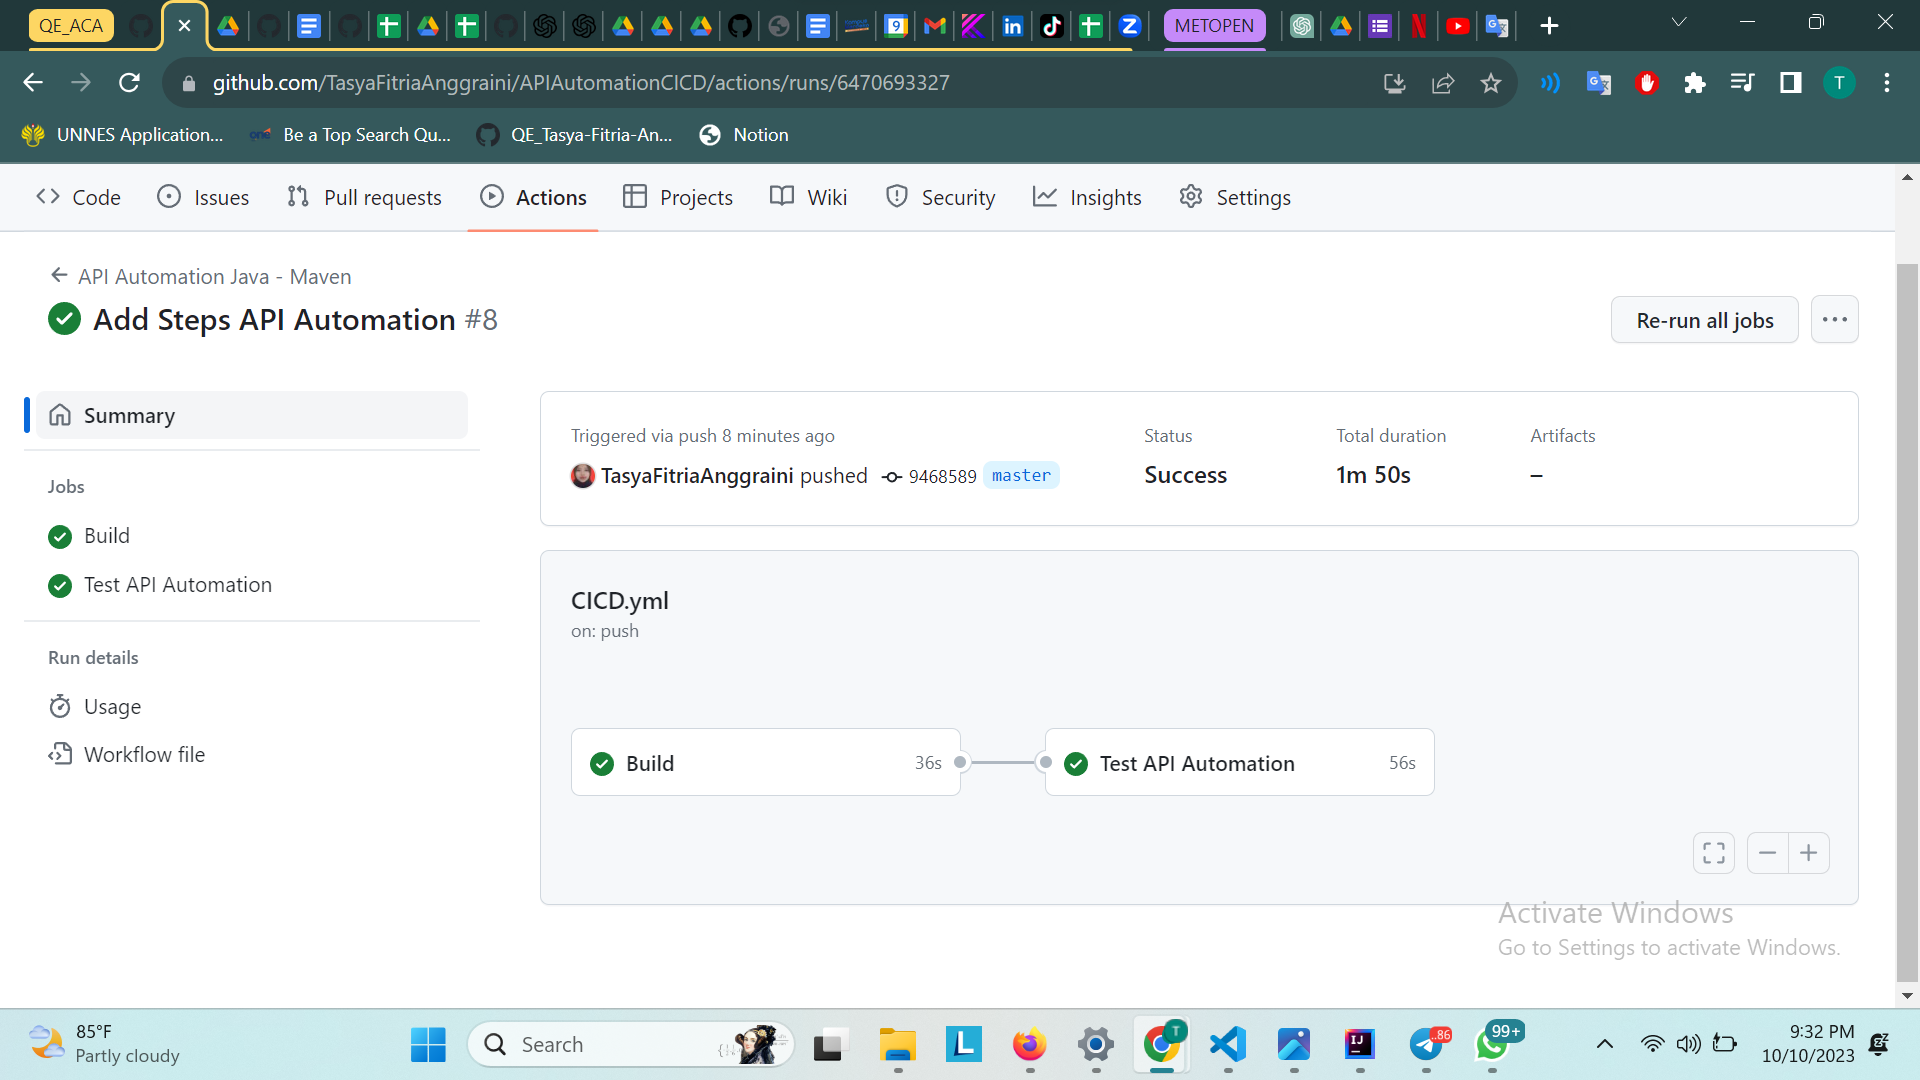 QE_ACA
METOPEN
github.com/TasyaFitriaAnggraini/APIAutomationCICD/actions/runs/6470693327
UNNES Application...
Be a Top Search Qu...
QE_Tasya-Fitria-An...
Notion
Code
Issues
Pull requests
Actions
Projects
Wiki
Security
Insights
Settings
API Automation Java - Maven
Add Steps API Automation #8
Re-run all jobs
Summary
Jobs
Build
Test API Automation
Run details
Usage
Workflow file
Triggered via push 8 minutes ago
TasyaFitriaAnggraini pushed 9468589 master
Status
Success
Total duration
1m 50s
Artifacts
–
CICD.yml
on: push
Build 36s
Test API Automation 56s
Activate Windows
Go to Settings to activate Windows.
85°F
Partly cloudy
Search
T
86
99+
9:32 PM
10/10/2023